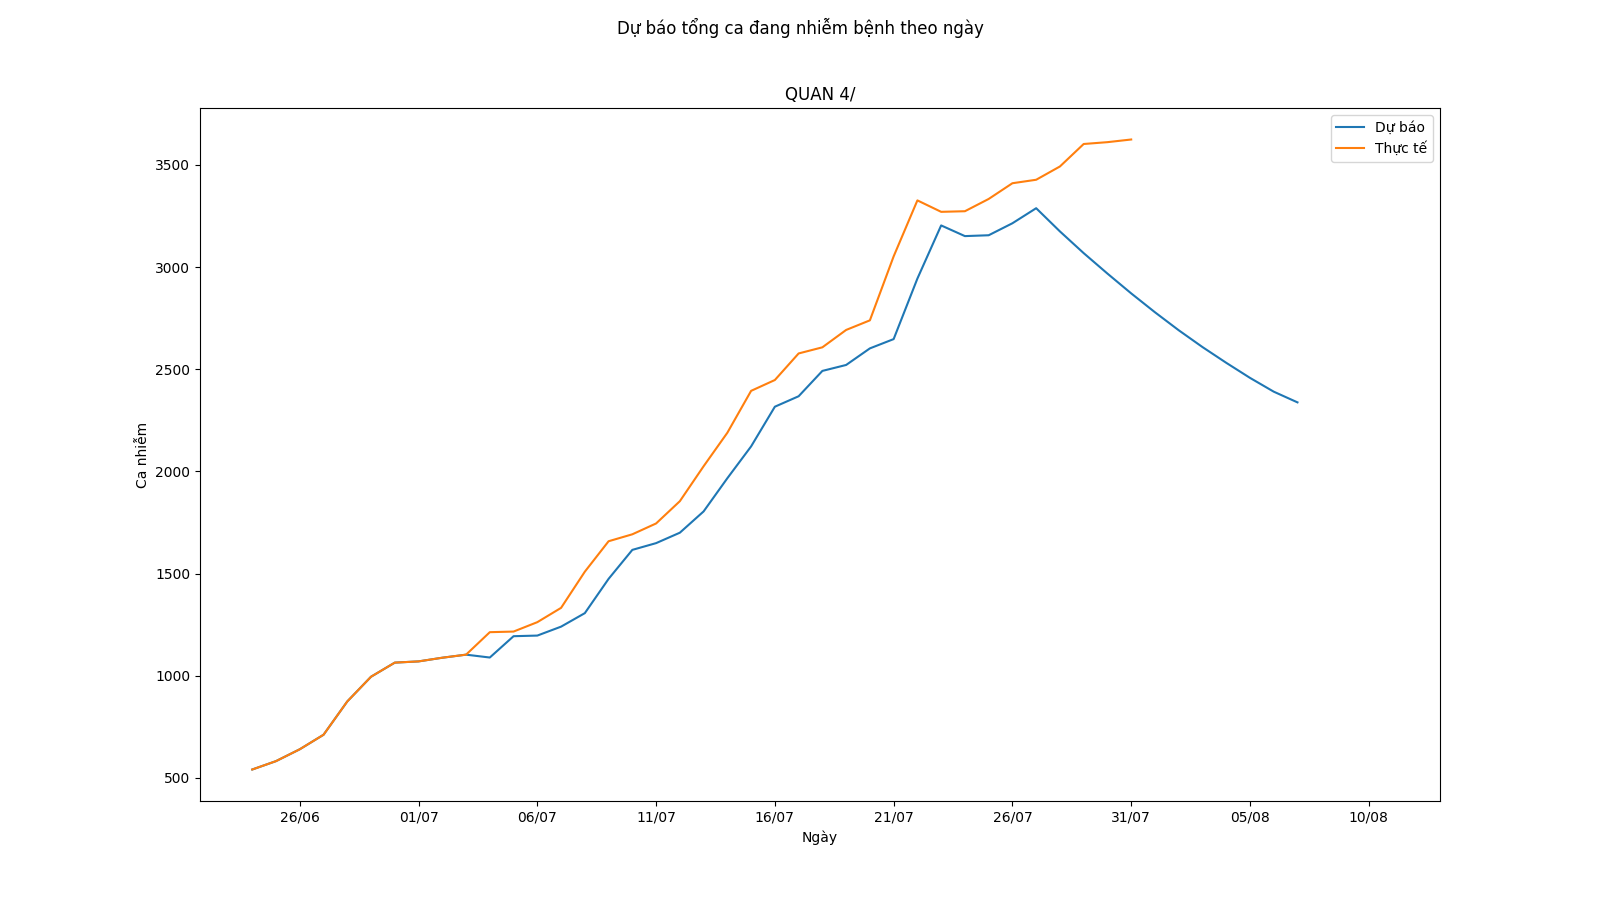 Dự báo tổng ca đang nhiễm bệnh theo ngày
QUAN 4/
Dự báo
Thực tế
3500
3000
2500
2000
1500
1000
500
Ca nhiễm
26/06
01/07
06/07
11/07
16/07
21/07
26/07
31/07
05/08
10/08
Ngày